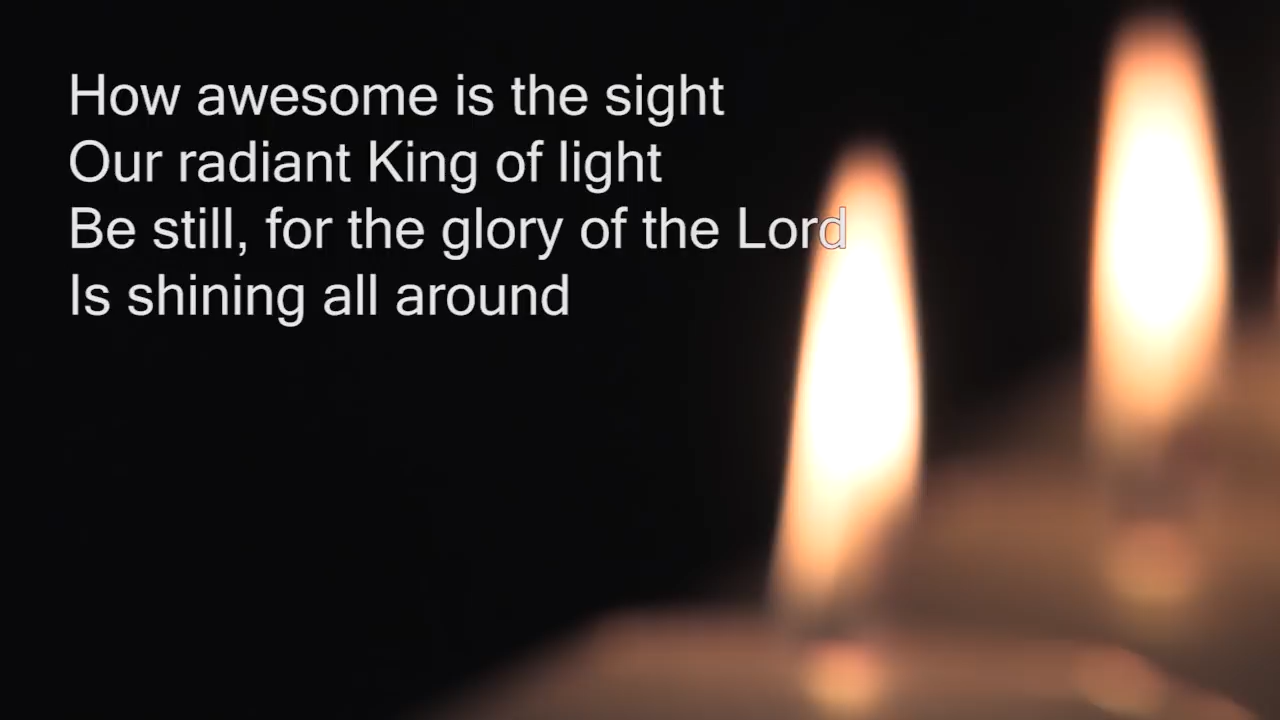 How awesome is the sight
Our radiant King of light
Be still, for the glory of the Lord
Is shining all around